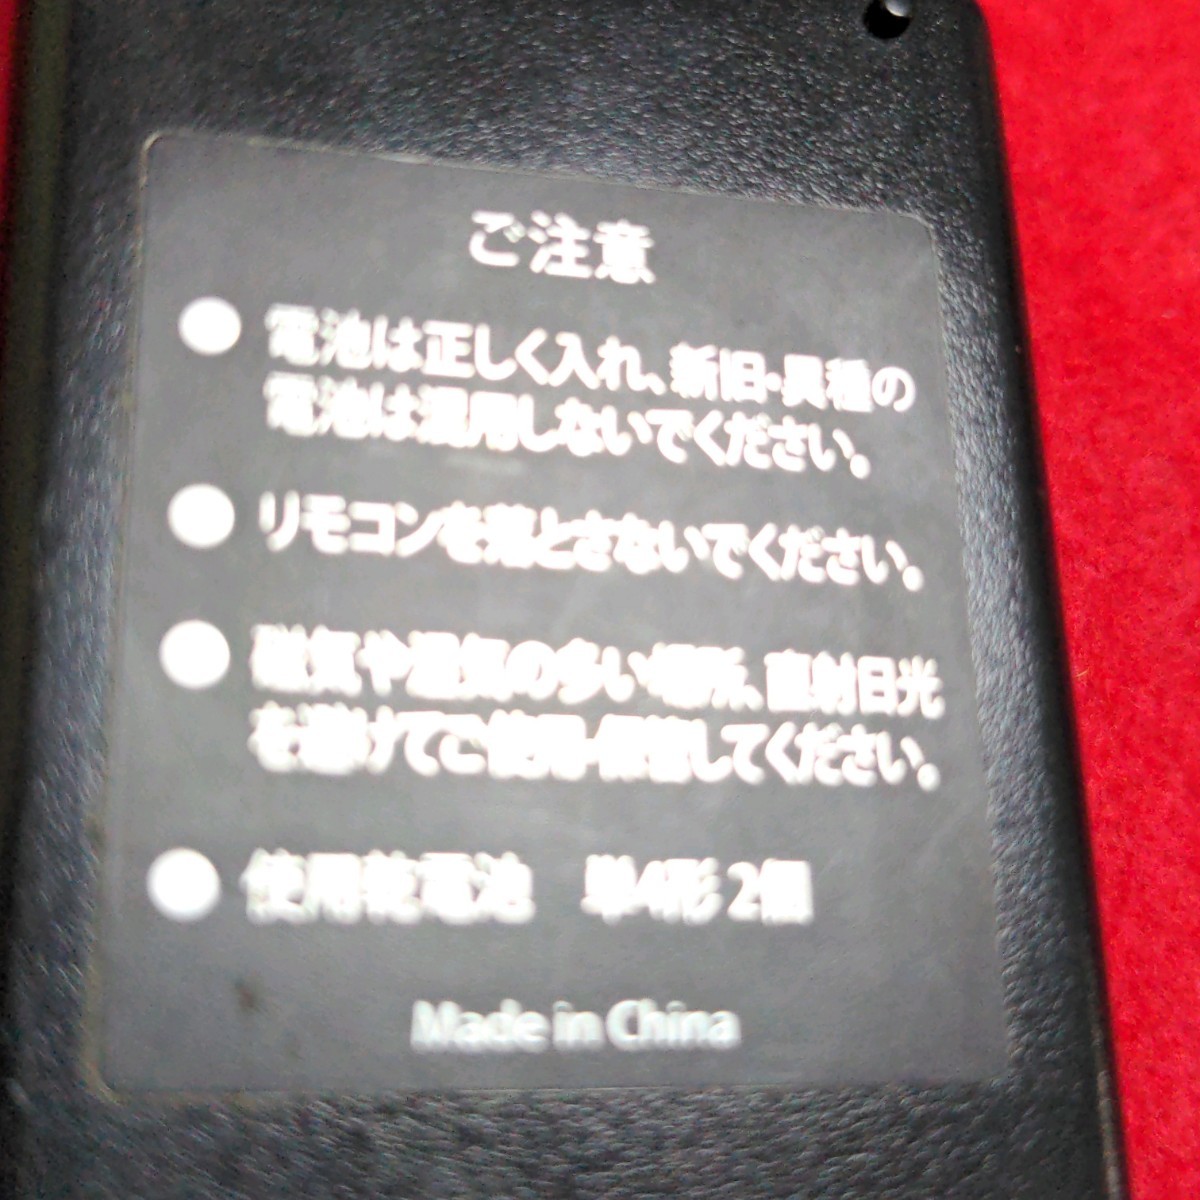 ご注意
● 電池は正しく入れ、新旧・異種の
電池は混用しないでください。
● リモコンを落とさないでください。
● 磁気や湿気の多い場所、直射日光
を避けてご使用・保管してください。
● 使用乾電池　単4形 2個
Made in China